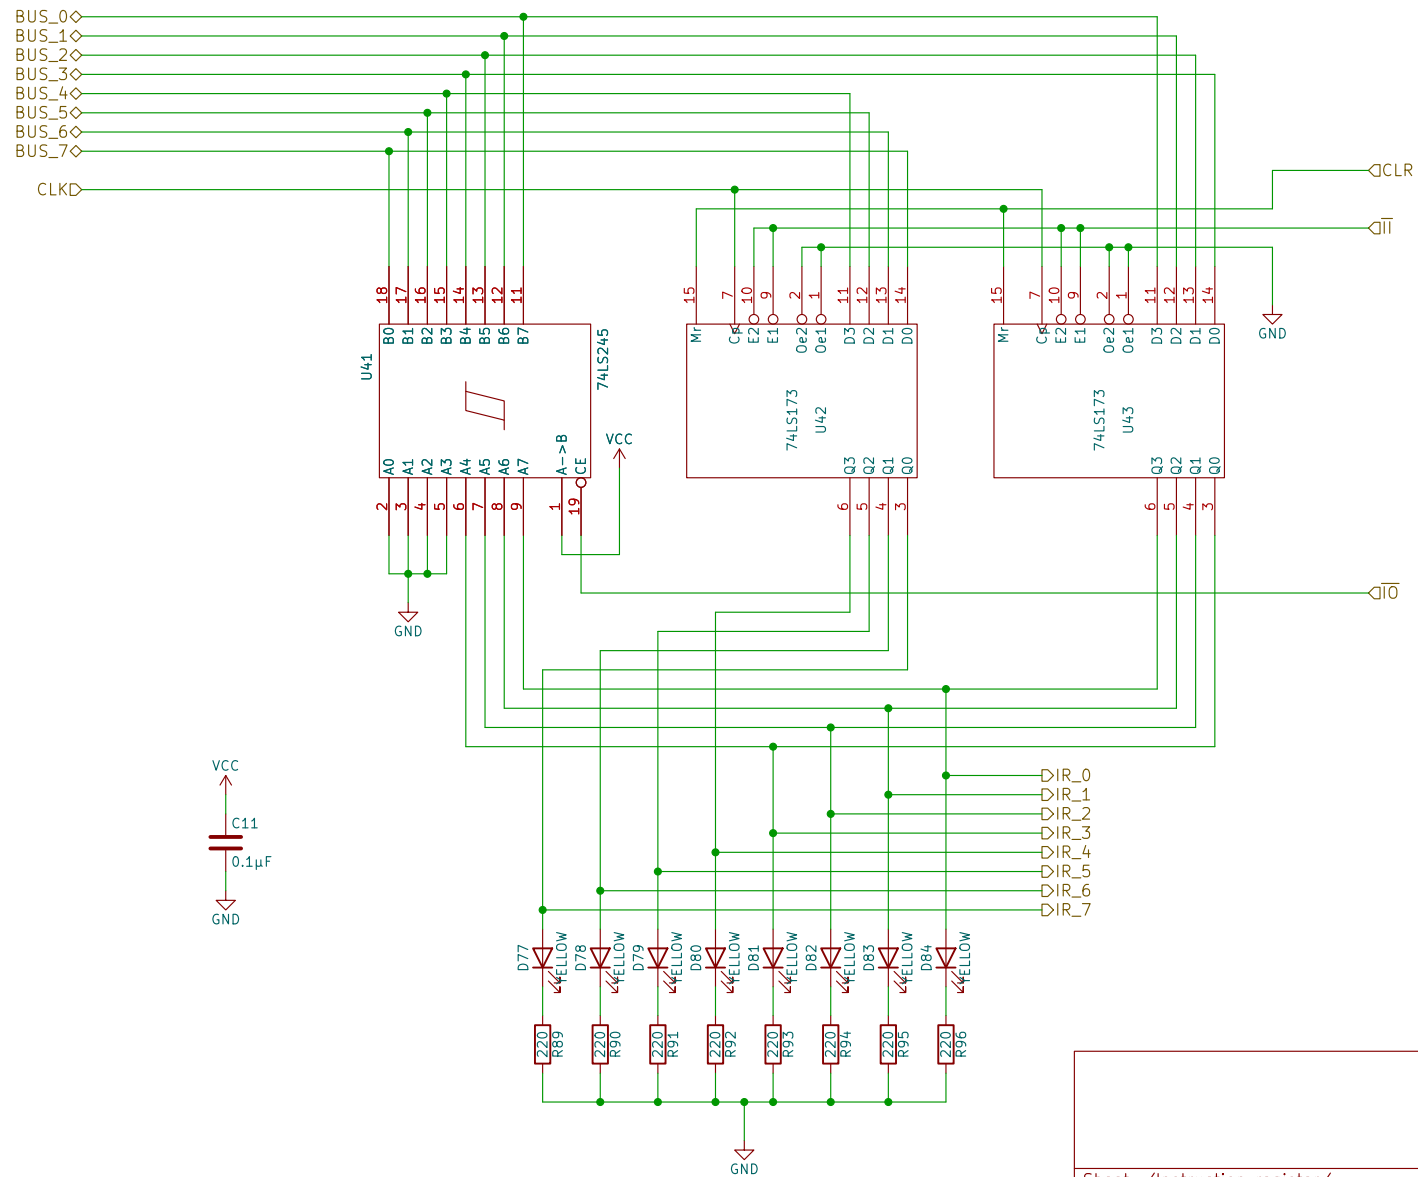 BUS_0
BUS_1
BUS_2
BUS_3
BUS_4
BUS_5
BUS_6
BUS_7
CLK
CLR
II
18 17 16 15 14 13 12 11
15 7 10 9 2 1 11 12 13 14
15 7 10 9 2 1 11 12 13 14
B0 B1 B2 B3 B4 B5 B6 B7
Mr Cp E2 E1 Oe2 Oe1 D3 D2 D1 D0
Mr Cp E2 E1 Oe2 Oe1 D3 D2 D1 D0
GND
U41
74LS245
74LS173
U42
74LS173
U43
VCC
A0 A1 A2 A3 A4 A5 A6 A7 A->B CE
Q3 Q2 Q1 Q0
Q3 Q2 Q1 Q0
2 3 4 5 6 7 8 9 1 19
6 5 4 3
6 5 4 3
IO
GND
VCC
C11
0.1µF
GND
IR_0
IR_1
IR_2
IR_3
IR_4
IR_5
IR_6
IR_7
D77 YELLOW D78 YELLOW D79 YELLOW D80 YELLOW D81 YELLOW D82 YELLOW D83 YELLOW D84 YELLOW
220 R89 220 R90 220 R91 220 R92 220 R93 220 R94 220 R95 220 R96
GND
Sheet: /Instruction register/